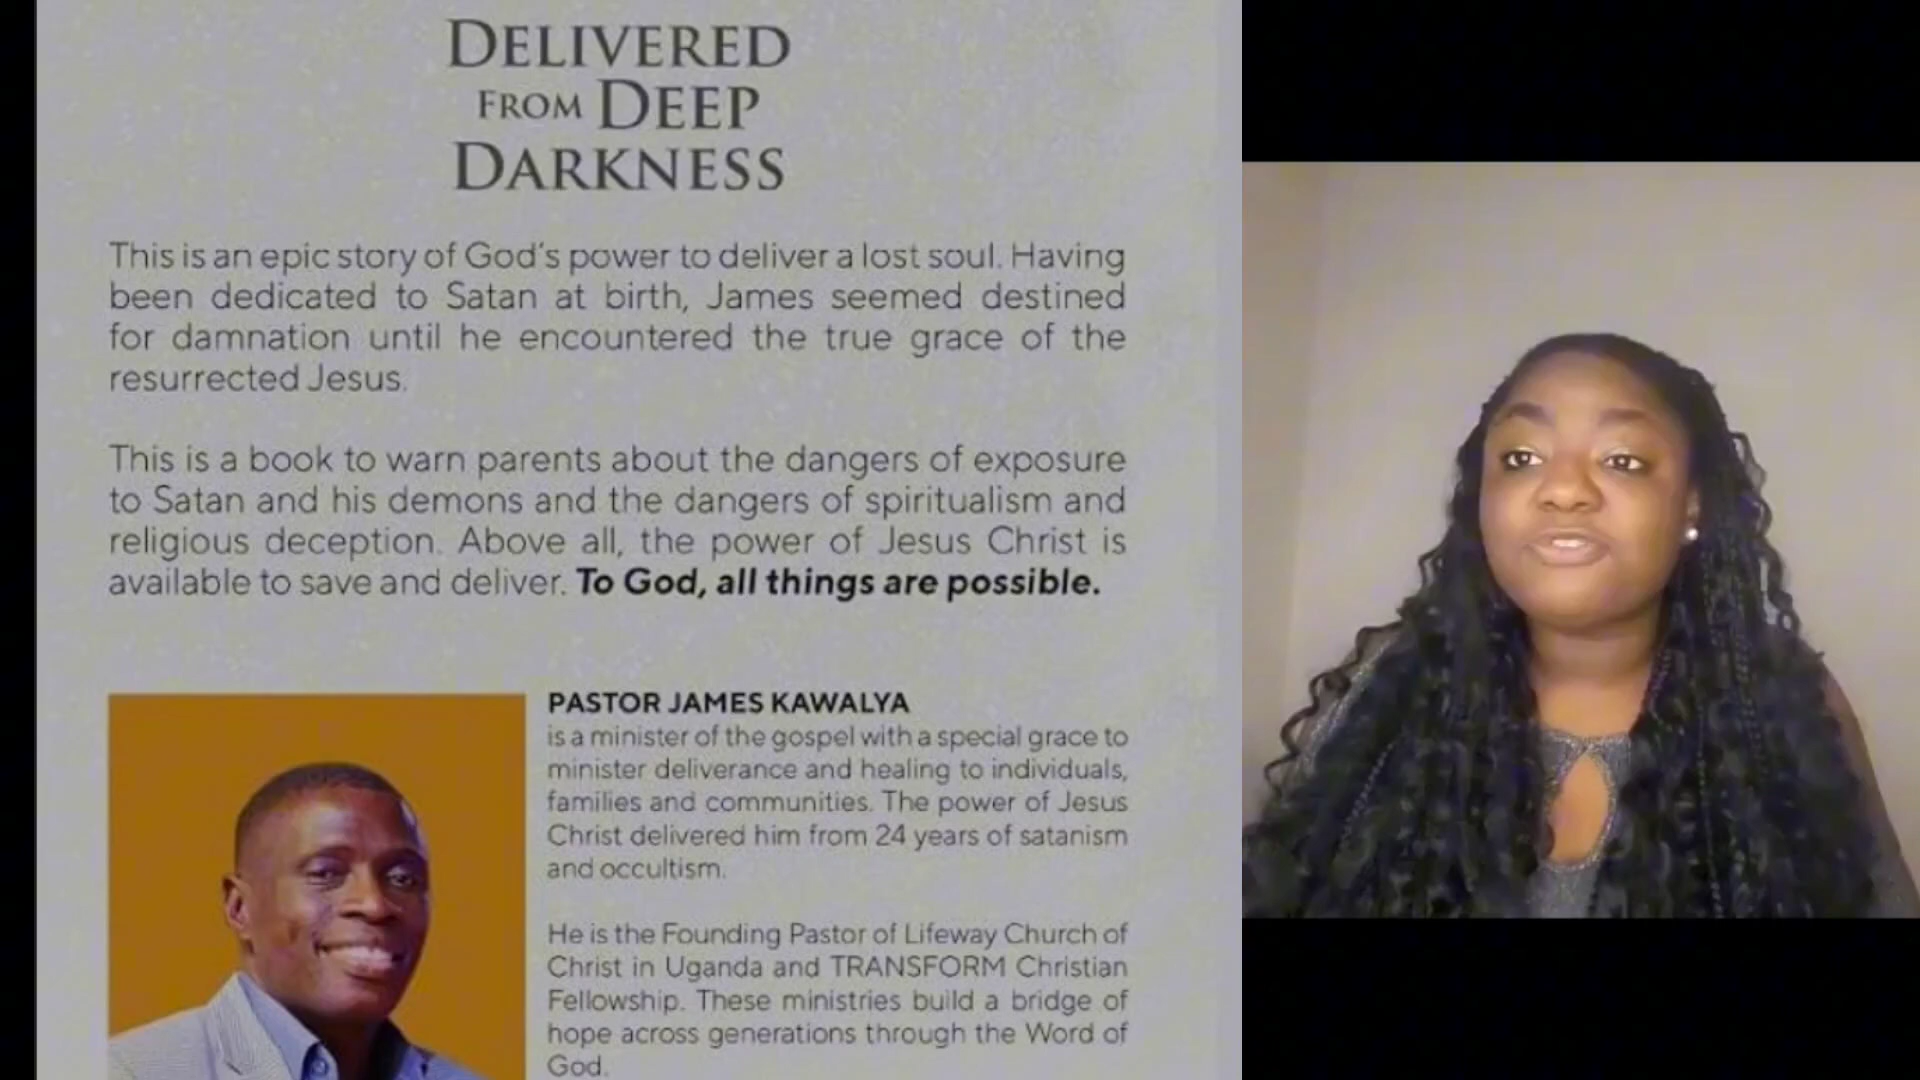 DELIVERED
FROM DEEP
DARKNESS
This is an epic story of God's power to deliver a lost soul. Having
been dedicated to Satan at birth, James seemed destined
for damnation until he encountered the true grace of the
resurrected Jesus.
This is a book to warn parents about the dangers of exposure
to Satan and his demons and the dangers of spiritualism and
religious deception. Above all, the power of Jesus Christ is
available to save and deliver. To God, all things are possible.
PASTOR JAMES KAWALYA
is a minister of the gospel with a special grace to
minister deliverance and healing to individuals,
families and communities. The power of Jesus
Christ delivered him from 24 years of satanism
and occultism.
He is the Founding Pastor of Lifeway Church of
Christ in Uganda and TRANSFORM Christian
Fellowship. These ministries build a bridge of
hope across generations through the Word of
God.